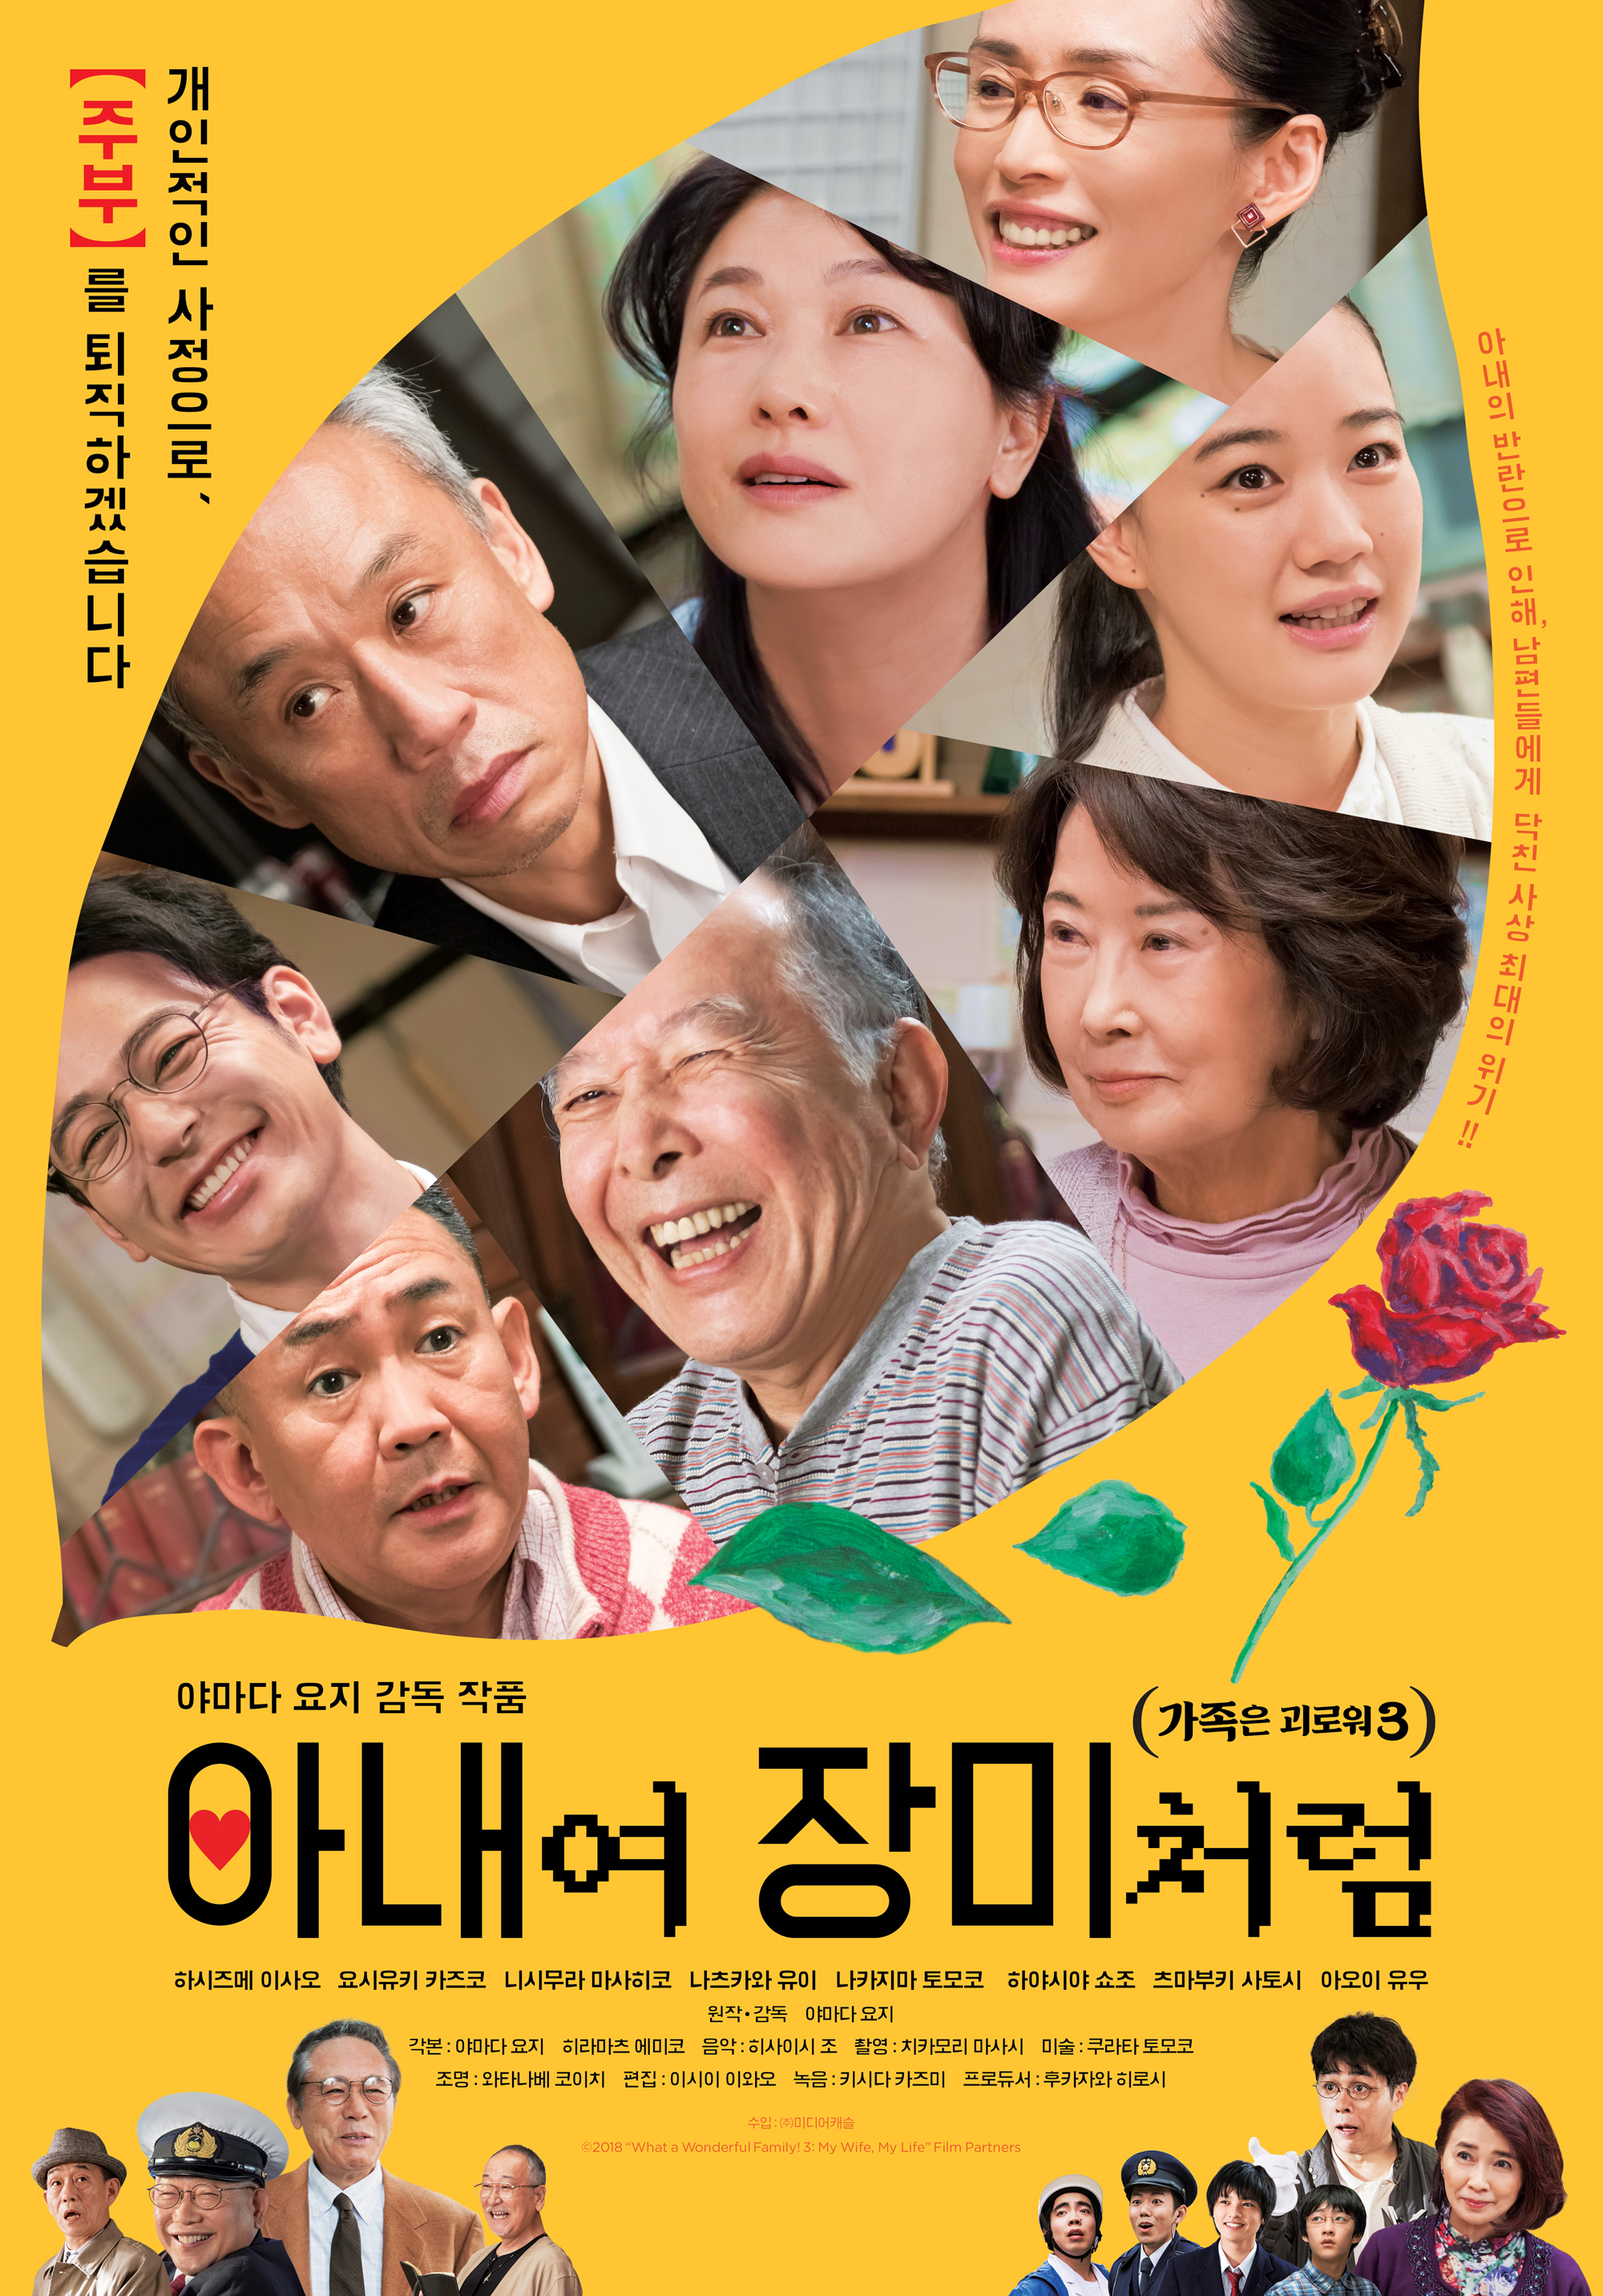 개인적인 사정으로,
【주부】를 퇴직하겠습니다
아내의 반란으로 인해, 남편들에게 닥친 사상 최대의 위기!!
야마다 요지 감독 작품
(가족은 괴로워3)
아내여 장미처럼
하시즈메 이사오 요시유키 카즈코 니시무라 마사히코 나츠카와 유이 나카지마 토모코 하야시야 쇼조 츠마부키 사토시 아오이 유우
원작•감독 야마다 요지
각본 : 야마다 요지 히라마츠 에미코 음악 : 히사이시 조 촬영 : 치카모리 마사시 미술 : 쿠라타 토모코
조명 : 와타나베 코이치 편집 : 이시이 이와오 녹음 : 키시다 카즈미 프로듀서 : 후카자와 히로시
수입 : ㈜미디어캐슬
©2018 “What a Wonderful Family! 3: My Wife, My Life” Film Partners